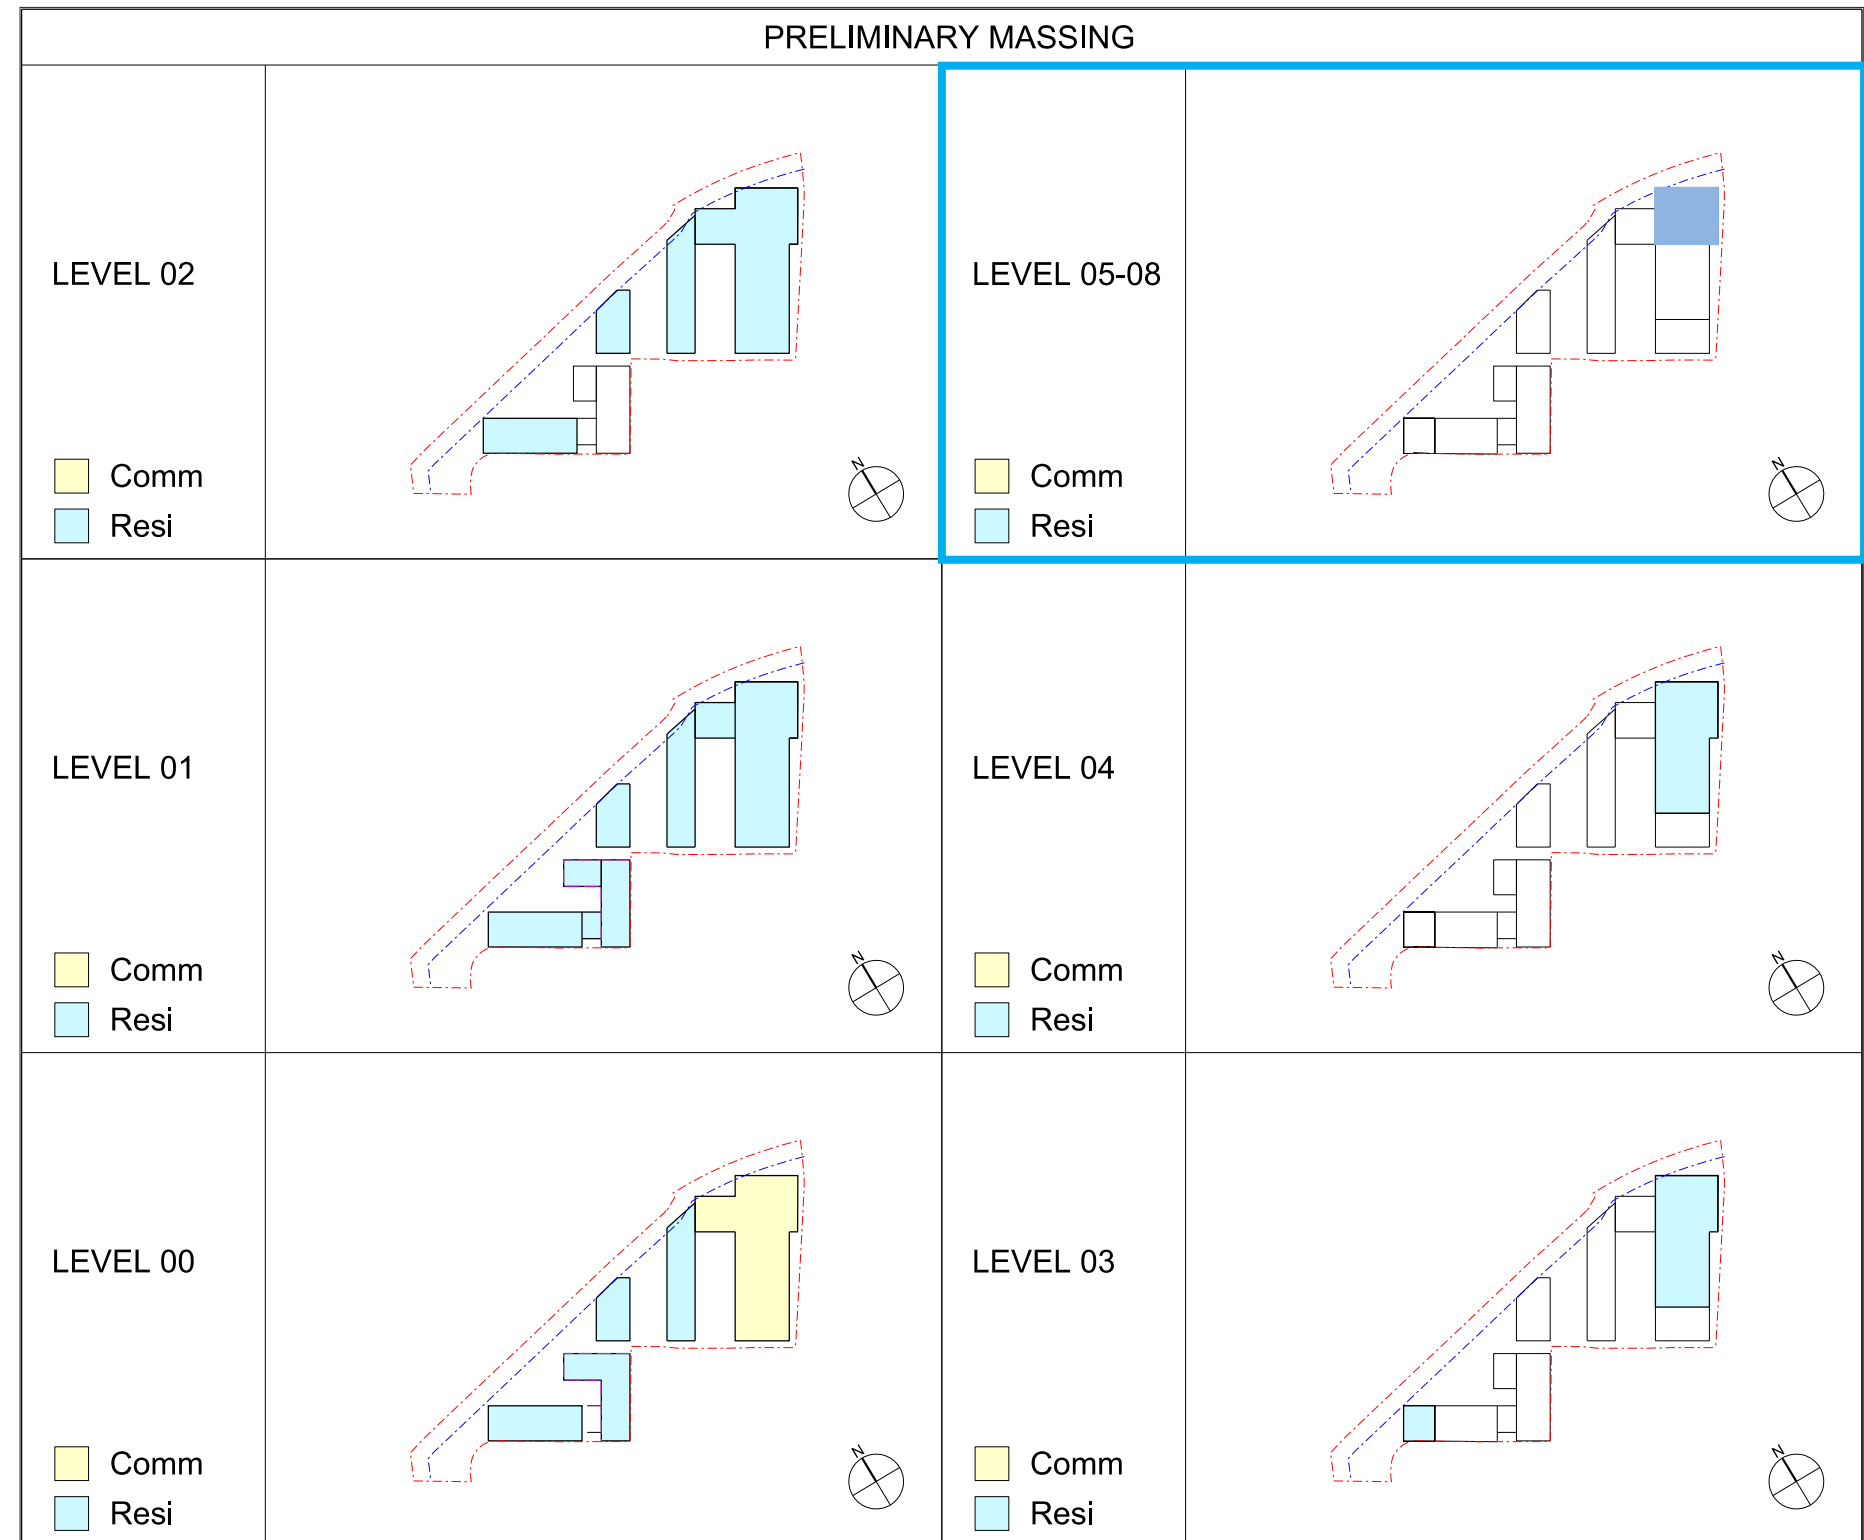 PRELIMINARY MASSING
LEVEL 02
Comm
Resi
N
LEVEL 05-08
Comm
Resi
N
LEVEL 01
Comm
Resi
N
LEVEL 04
Comm
Resi
N
LEVEL 00
Comm
Resi
N
LEVEL 03
Comm
Resi
N